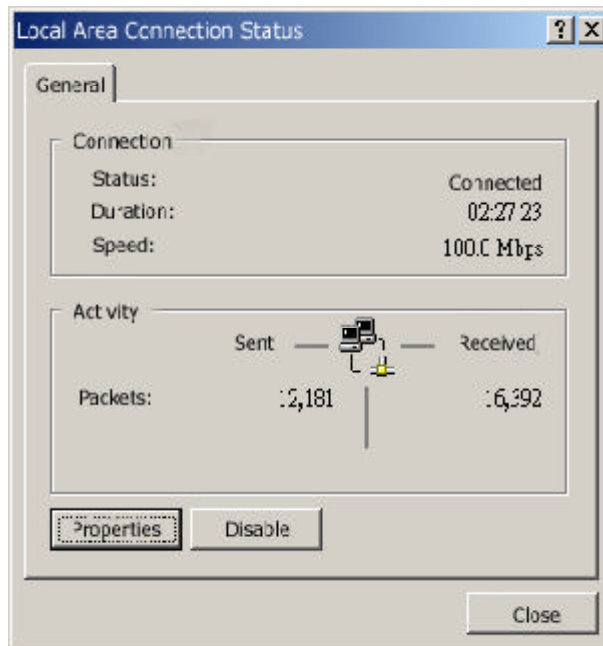 Local Area Connection Status
General
Connection
Status: Connected
Duration: 02:27:23
Speed: 100.0 Mbps
Activity
Sent Received
Packets:
Properties Disable
Close